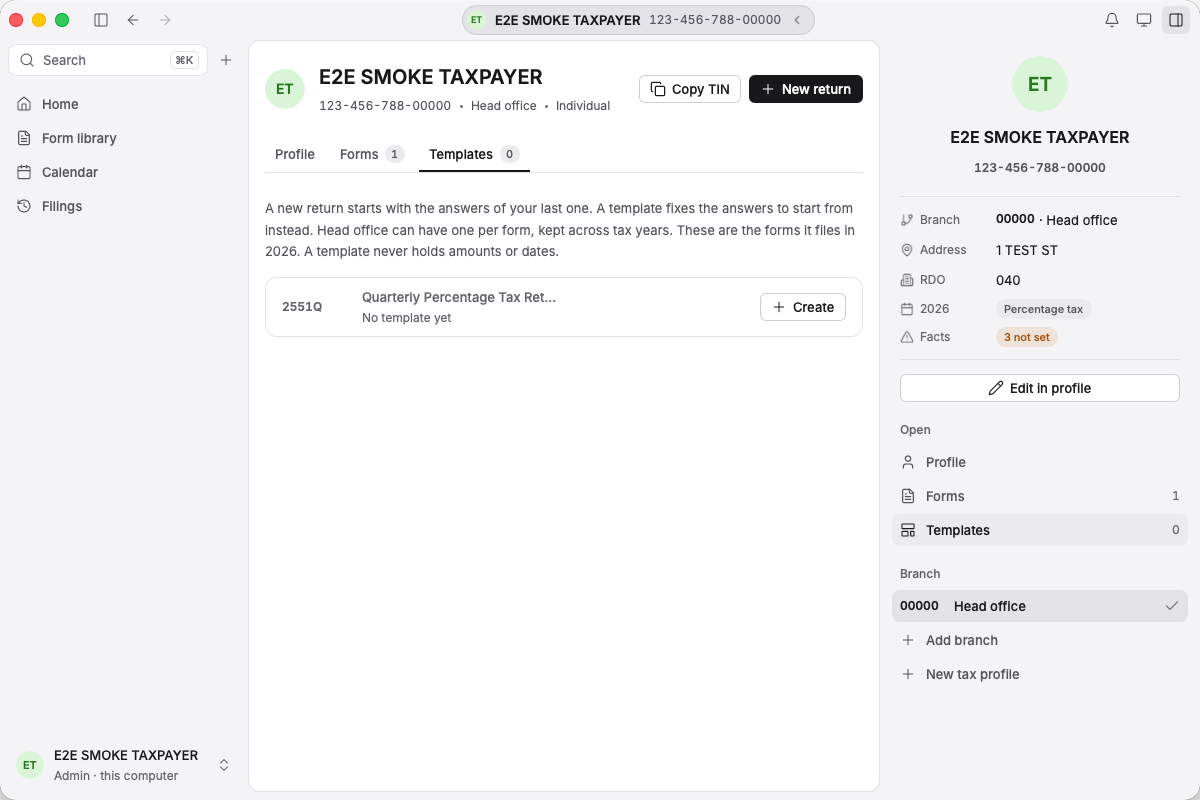 ET E2E SMOKE TAXPAYER 123-456-788-00000
Search ⌘K
Home
Form library
Calendar
Filings
ET
E2E SMOKE TAXPAYER
Admin · this computer
ET
E2E SMOKE TAXPAYER
123-456-788-00000 • Head office • Individual
Copy TIN
New return
Profile
Forms 1
Templates 0
A new return starts with the answers of your last one. A template fixes the answers to start from
instead. Head office can have one per form, kept across tax years. These are the forms it files in
2026. A template never holds amounts or dates.
2551Q
Quarterly Percentage Tax Ret...
No template yet
Create
ET
E2E SMOKE TAXPAYER
123-456-788-00000
Branch 00000 · Head office
Address 1 TEST ST
RDO 040
2026 Percentage tax
Facts 3 not set
Edit in profile
Open
Profile
Forms 1
Templates 0
Branch
00000 Head office
Add branch
New tax profile